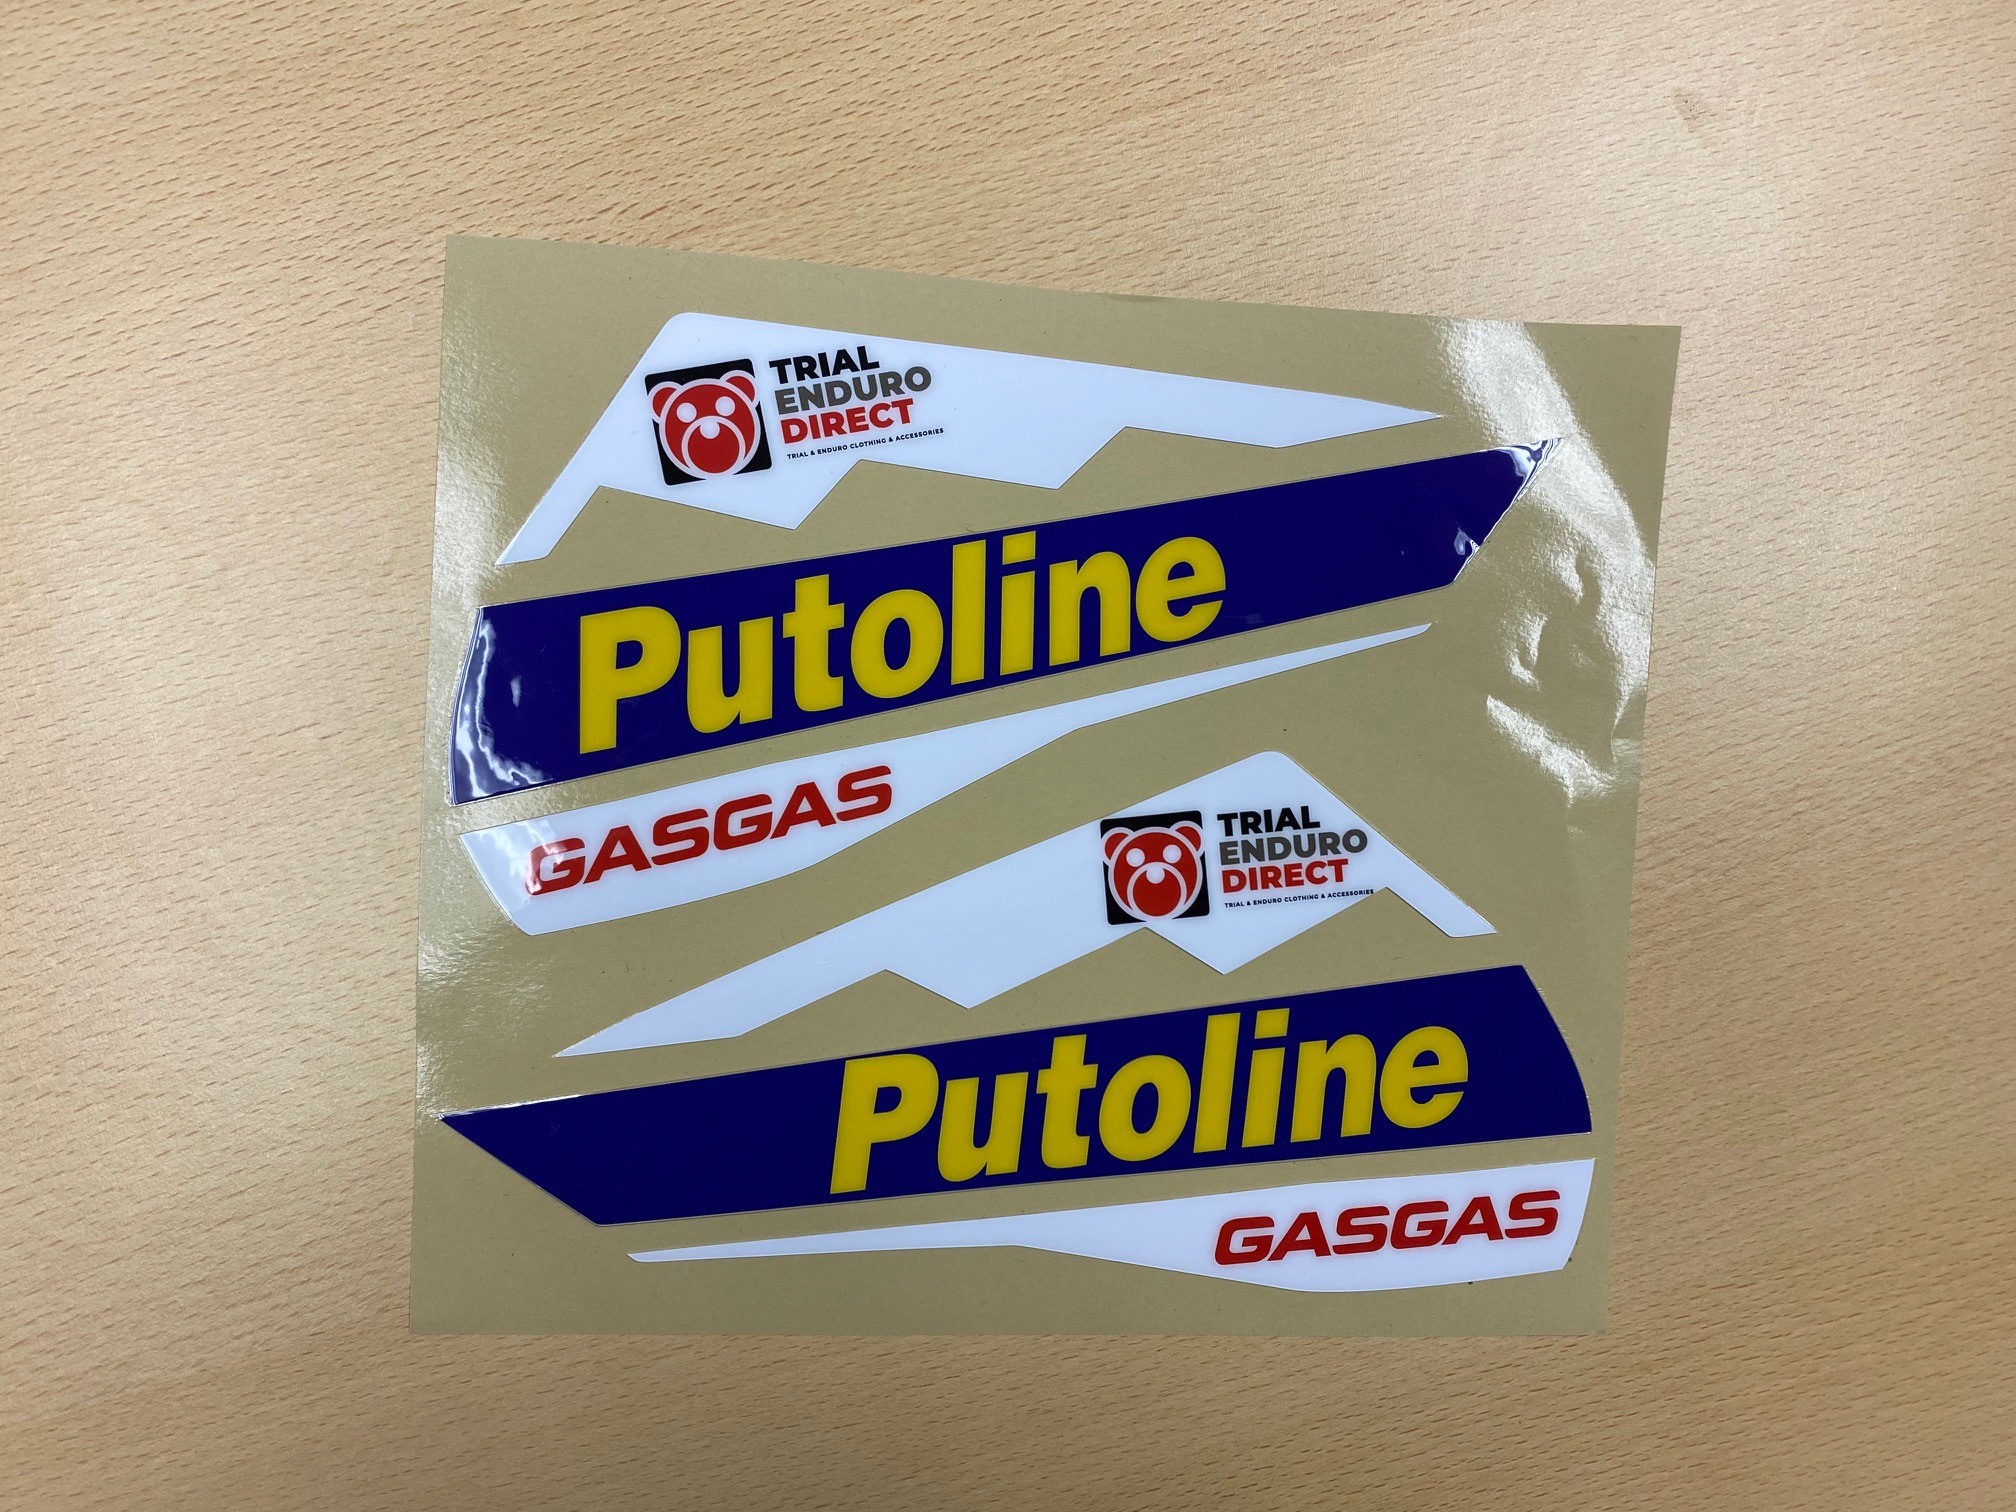 TRIAL
ENDURO
DIRECT
TRIAL & ENDURO CLOTHING & ACCESSORIES
Putoline
GASGAS
TRIAL
ENDURO
DIRECT
TRIAL & ENDURO CLOTHING & ACCESSORIES
Putoline
GASGAS